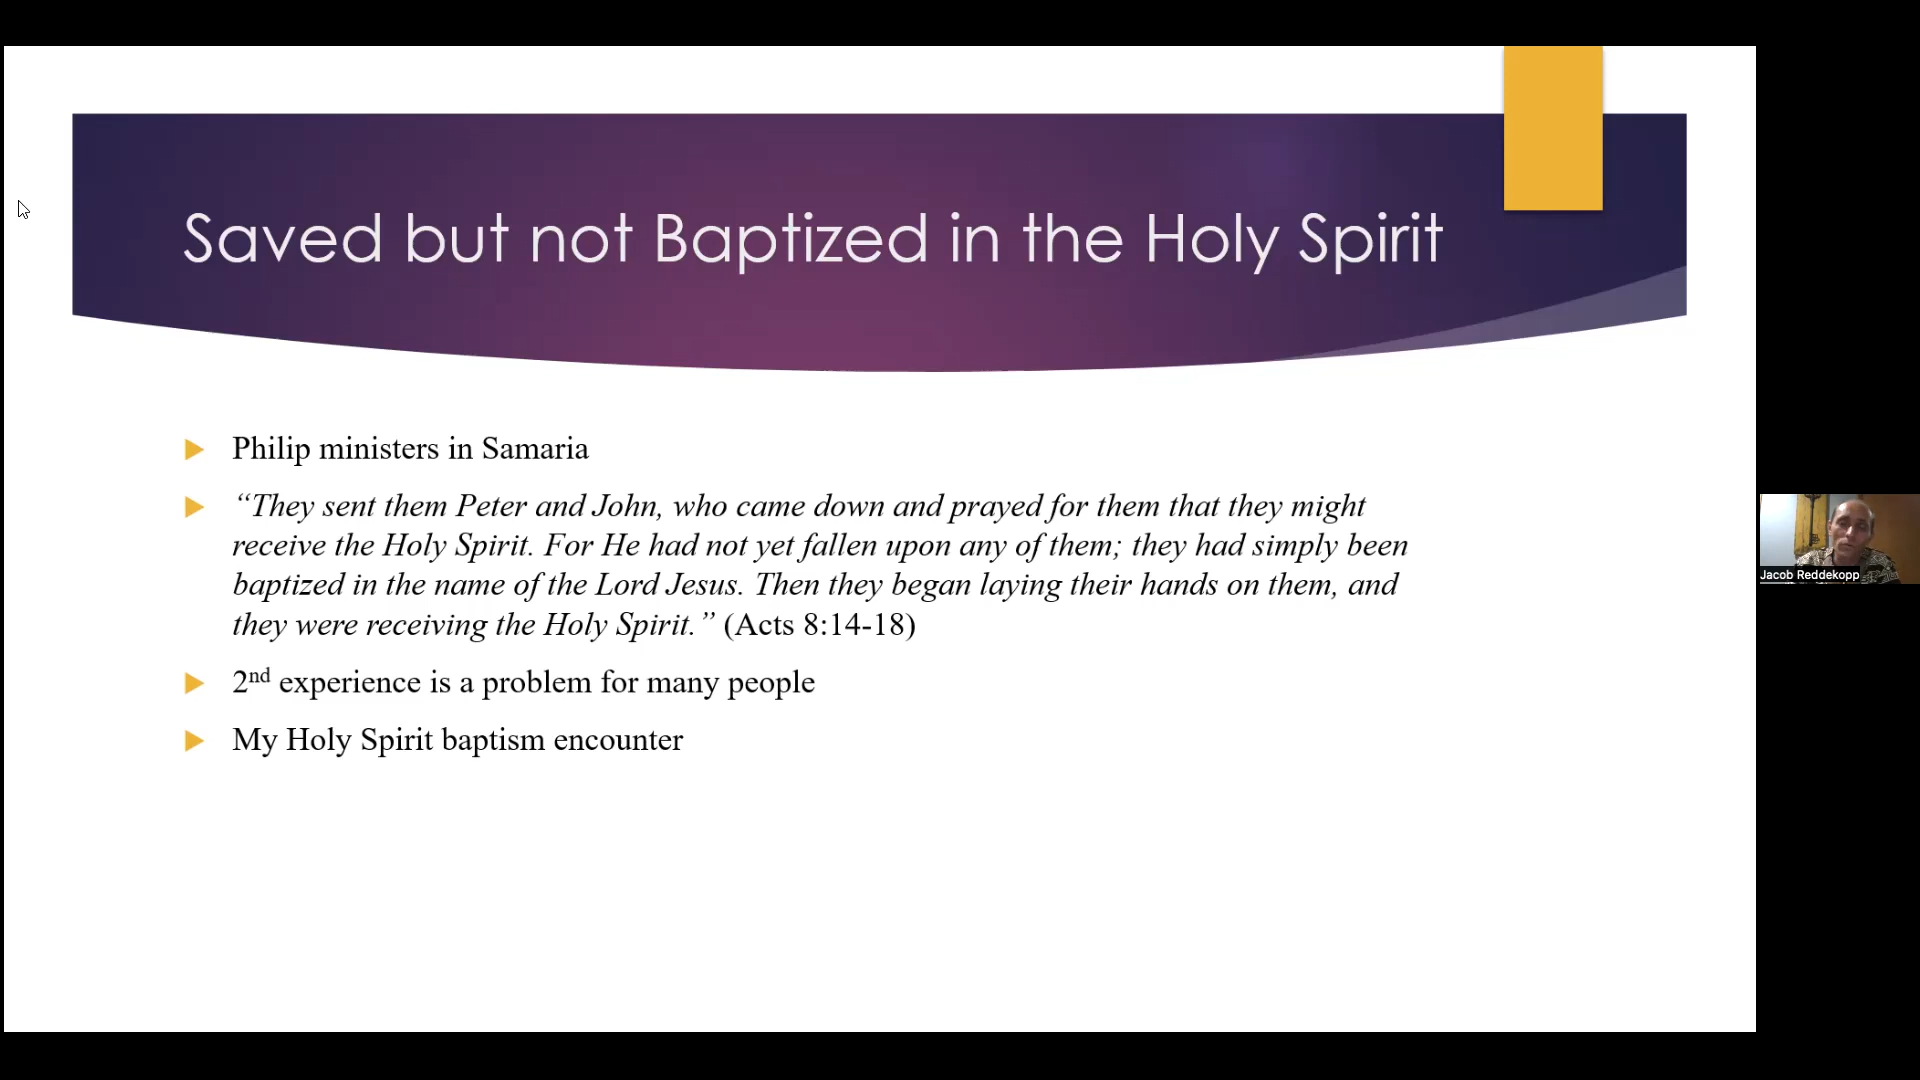 Saved but not Baptized in the Holy Spirit
Philip ministers in Samaria
“They sent them Peter and John, who came down and prayed for them that they might
receive the Holy Spirit. For He had not yet fallen upon any of them; they had simply been
baptized in the name of the Lord Jesus. Then they began laying their hands on them, and
they were receiving the Holy Spirit.” (Acts 8:14-18)
2nd experience is a problem for many people
My Holy Spirit baptism encounter
Jacob Reddekopp